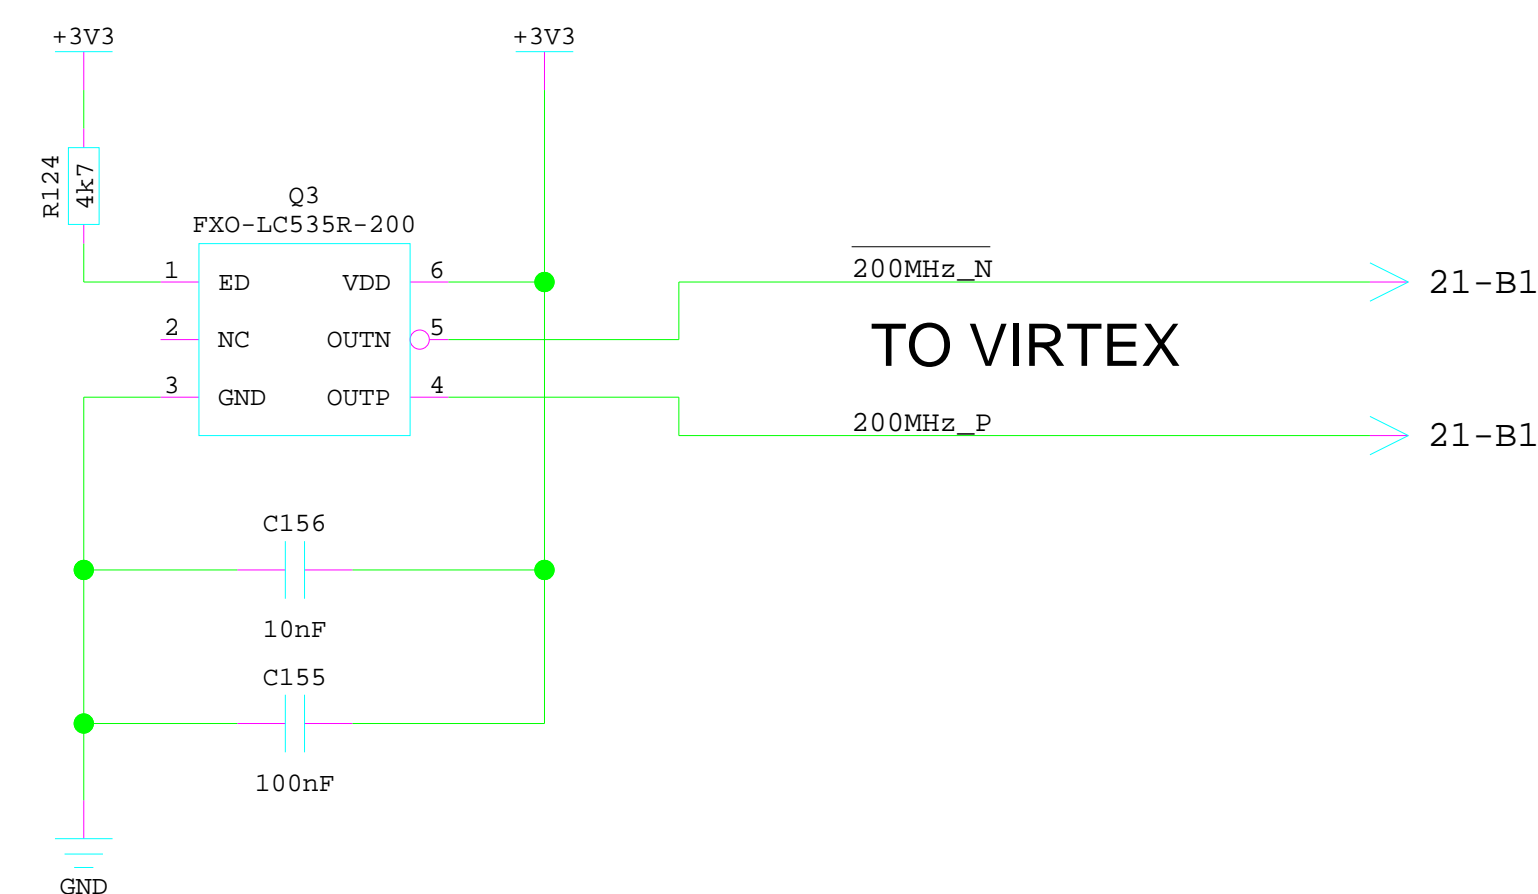 +3V3
+3V3
R124
4k7
Q3
FXO-LC535R-200
1 ED VDD 6
2 NC OUTN 5
3 GND OUTP 4
200MHz_N
21-B1
TO VIRTEX
200MHz_P
21-B1
C156
10nF
C155
100nF
GND